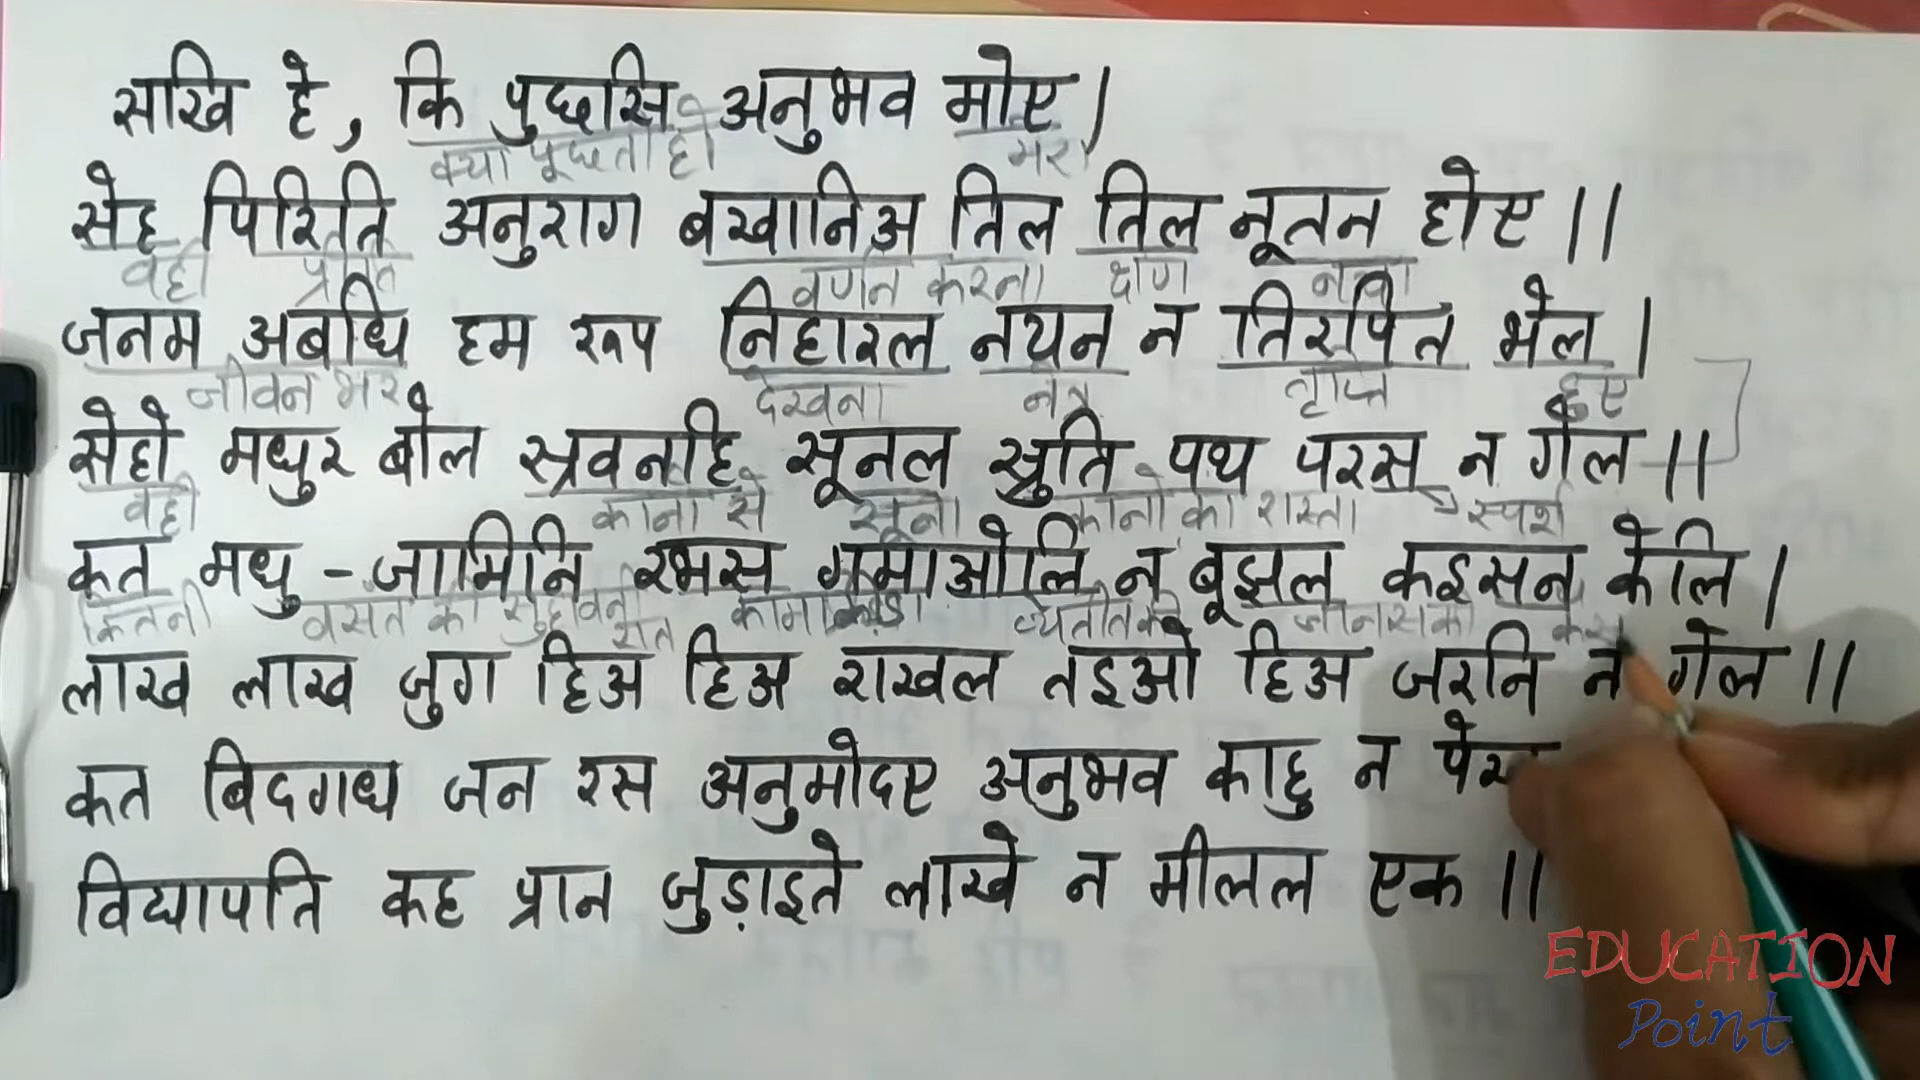 सखि हे, कि पुछसि अनुभव मोए।
क्या पूछती हो मेरा
सेह पिरिति अनुराग बखानिअ तिल तिल नूतन होए॥
वही प्रीत वर्णन करना क्षण नया
जनम अबधि हम रूप निहारल नयन न तिरपित भेल।
जीवन भर देखना नेत्र तृप्त हुए
सेहो मधुर बोल स्रवनहि सूनल स्रुति पथ परस न गेल॥
वही कानों से सूना कानो का रास्ता स्पर्श
कत मधु-जामिनि रभस गमाओलि न बूझल कइसन केलि।
कितनी वसंत की सुहावनी रात व्यतीत जान सका
लाख लाख जुग हिअ हिअ राखल तइओ हिअ जरनि न गेल॥
कत बिदगध जन रस अनुमोदए अनुभव काहु न
विद्यापति कह प्रान जुड़ाइते लाखे न मीलल एक॥
EDUCATION
Point